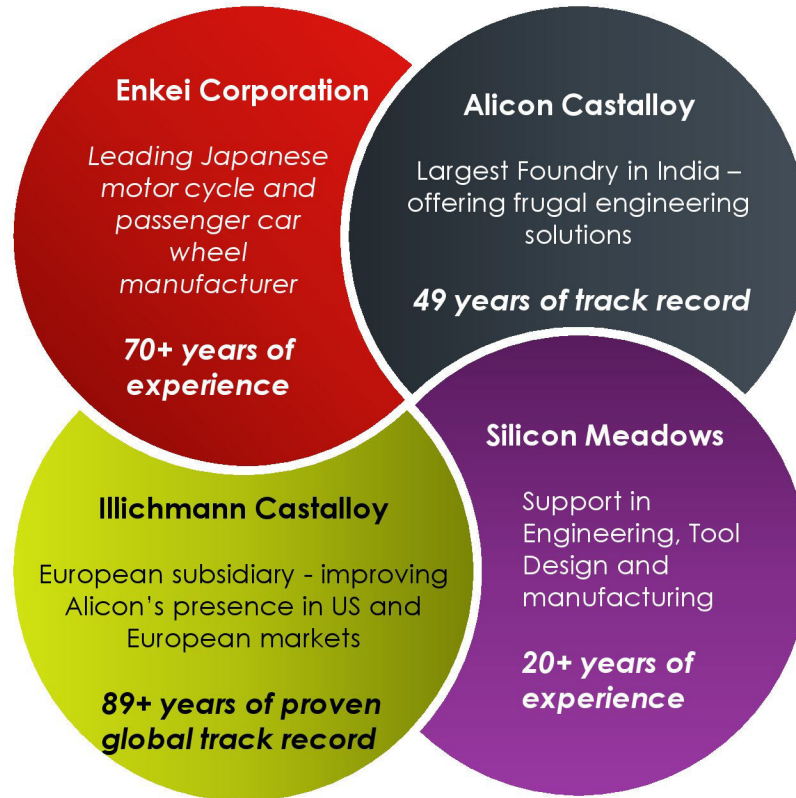 Enkei Corporation
Leading Japanese
motor cycle and
passenger car
wheel
manufacturer
70+ years of
experience
Alicon Castalloy
Largest Foundry in India –
offering frugal engineering
solutions
49 years of track record
Illichmann Castalloy
European subsidiary - improving
Alicon’s presence in US and
European markets
89+ years of proven
global track record
Silicon Meadows
Support in
Engineering, Tool
Design and
manufacturing
20+ years of
experience